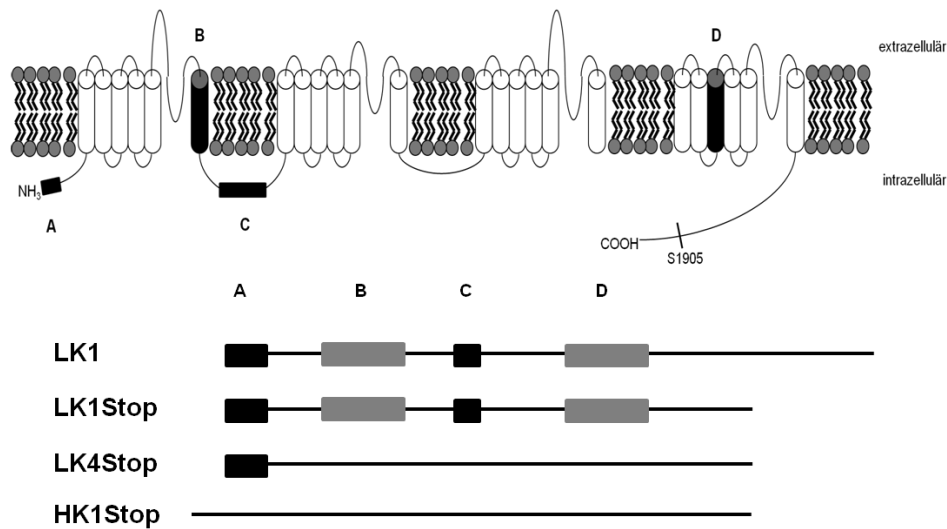 B
D
extrazellulär
NH3
A
C
intrazellulär
COOH
S1905
A B C D
LK1
LK1Stop
LK4Stop
HK1Stop